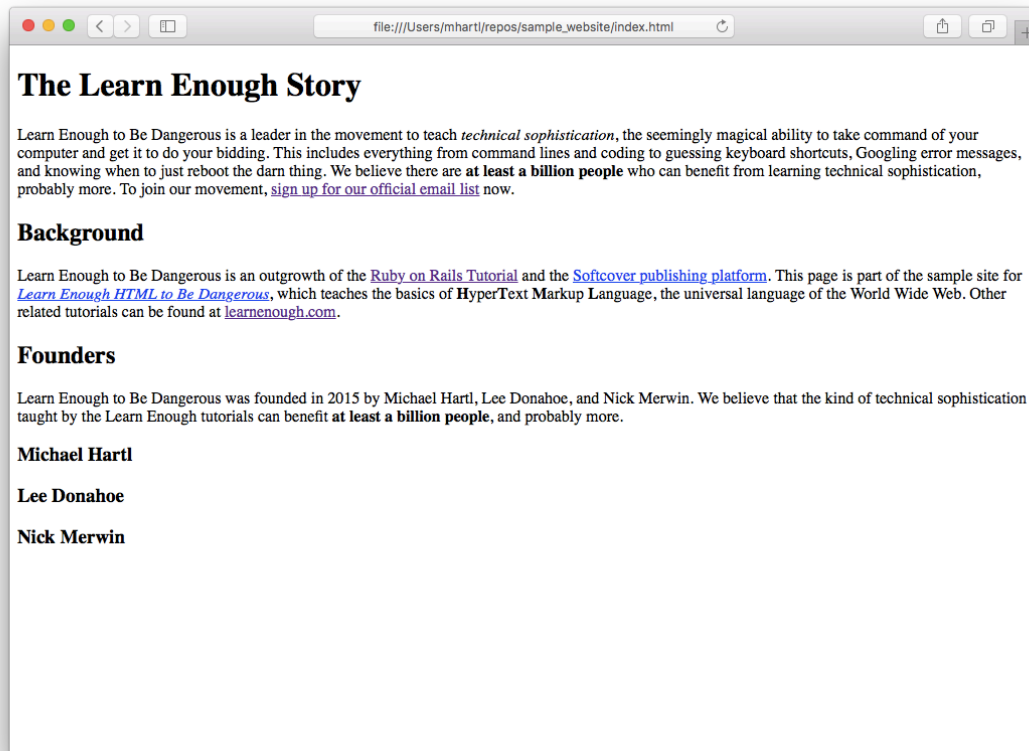 file:///Users/mhartl/repos/sample_website/index.html
The Learn Enough Story
Learn Enough to Be Dangerous is a leader in the movement to teach technical sophistication, the seemingly magical ability to take command of your
computer and get it to do your bidding. This includes everything from command lines and coding to guessing keyboard shortcuts, Googling error messages,
and knowing when to just reboot the darn thing. We believe there are at least a billion people who can benefit from learning technical sophistication,
probably more. To join our movement, sign up for our official email list now.
Background
Learn Enough to Be Dangerous is an outgrowth of the Ruby on Rails Tutorial and the Softcover publishing platform. This page is part of the sample site for
Learn Enough HTML to Be Dangerous, which teaches the basics of HyperText Markup Language, the universal language of the World Wide Web. Other
related tutorials can be found at learnenough.com.
Founders
Learn Enough to Be Dangerous was founded in 2015 by Michael Hartl, Lee Donahoe, and Nick Merwin. We believe that the kind of technical sophistication
taught by the Learn Enough tutorials can benefit at least a billion people, and probably more.
Michael Hartl
Lee Donahoe
Nick Merwin